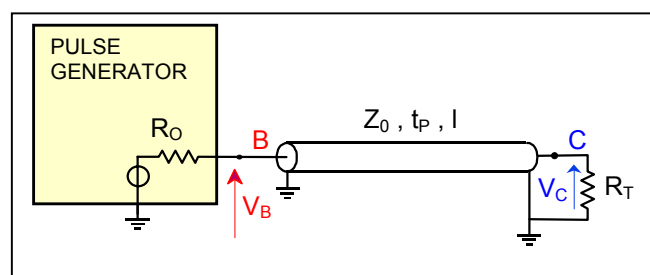 PULSE
GENERATOR
R_O
B
Z_0 , t_P , l
C
V_B
V_C
R_T